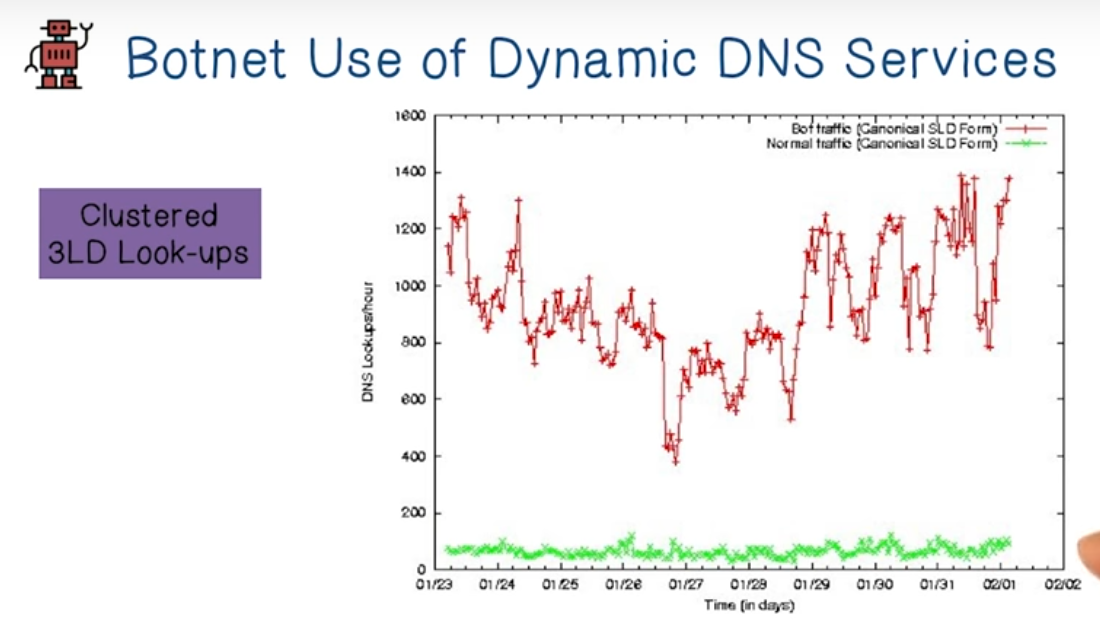 Botnet Use of Dynamic DNS Services
Clustered
3LD Look-ups
Bot traffic (Canonical SLD Form)
Normal traffic (Canonical SLD Form)
1600
1400
1200
1000
800
600
400
200
0
DNS Lookups/hour
01/23 01/24 01/25 01/26 01/27 01/28 01/29 01/30 01/31 02/01 02/02
Time (in days)